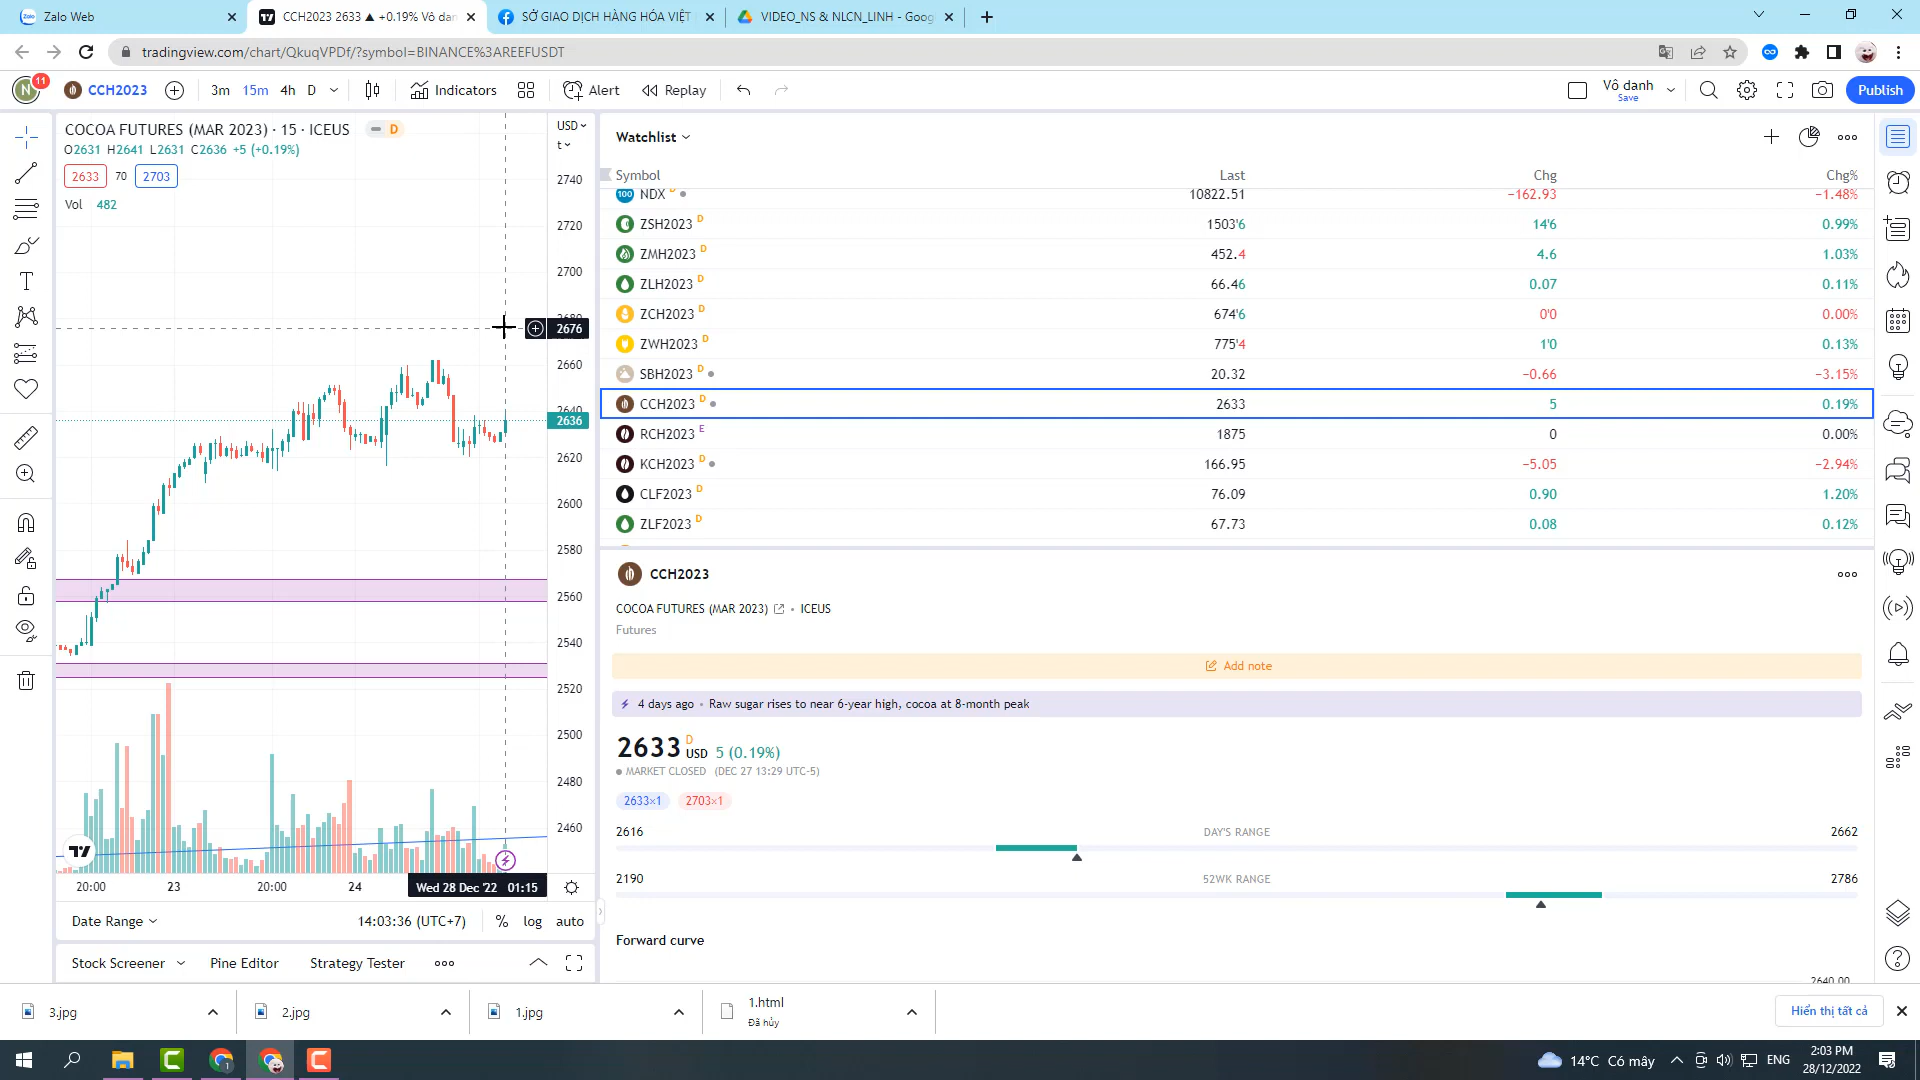 Zalo Web
CCH2023 2633 ▲ +0.19% Vô dan
SỞ GIAO DỊCH HÀNG HÓA VIỆT
VIDEO_NS & NLCN_LINH - Goog
tradingview.com/chart/QkuqVPDf/?symbol=BINANCE%3AREEFUSDT
N 11
CCH2023
3m 15m 4h D
Indicators
Alert
Replay
Vô danh
Save
Publish
COCOA FUTURES (MAR 2023) · 15 · ICEUS
D
O2631 H2641 L2631 C2636 +5 (+0.19%)
2633 70 2703
Vol 482
USD
t
2740
2720
2700
2680
2676
2660
2640
2636
2620
2600
2580
2560
2540
2520
2500
2480
2460
20:00 23 20:00 24 Wed 28 Dec '22 01:15
Date Range 14:03:36 (UTC+7) % log auto
Stock Screener Pine Editor Strategy Tester
Watchlist
Symbol Last Chg Chg%
100 NDX D 10822.51 −162.93 −1.48%
ZSH2023 D 1503'6 14'6 0.99%
ZMH2023 D 452.4 4.6 1.03%
ZLH2023 D 66.46 0.07 0.11%
ZCH2023 D 674'6 0'0 0.00%
ZWH2023 D 775'4 1'0 0.13%
SBH2023 D 20.32 −0.66 −3.15%
CCH2023 D 2633 5 0.19%
RCH2023 E 1875 0 0.00%
KCH2023 D 166.95 −5.05 −2.94%
CLF2023 D 76.09 0.90 1.20%
ZLF2023 D 67.73 0.08 0.12%
CCH2023
COCOA FUTURES (MAR 2023) • ICEUS
Futures
Add note
4 days ago • Raw sugar rises to near 6-year high, cocoa at 8-month peak
2633 D USD 5 (0.19%)
MARKET CLOSED (DEC 27 13:29 UTC-5)
2633×1 2703×1
2616 DAY'S RANGE 2662
2190 52WK RANGE 2786
Forward curve
2640.00
3.jpg
2.jpg
1.jpg
1.html
Đã hủy
Hiển thị tất cả
14°C Có mây
ENG
2:03 PM
28/12/2022